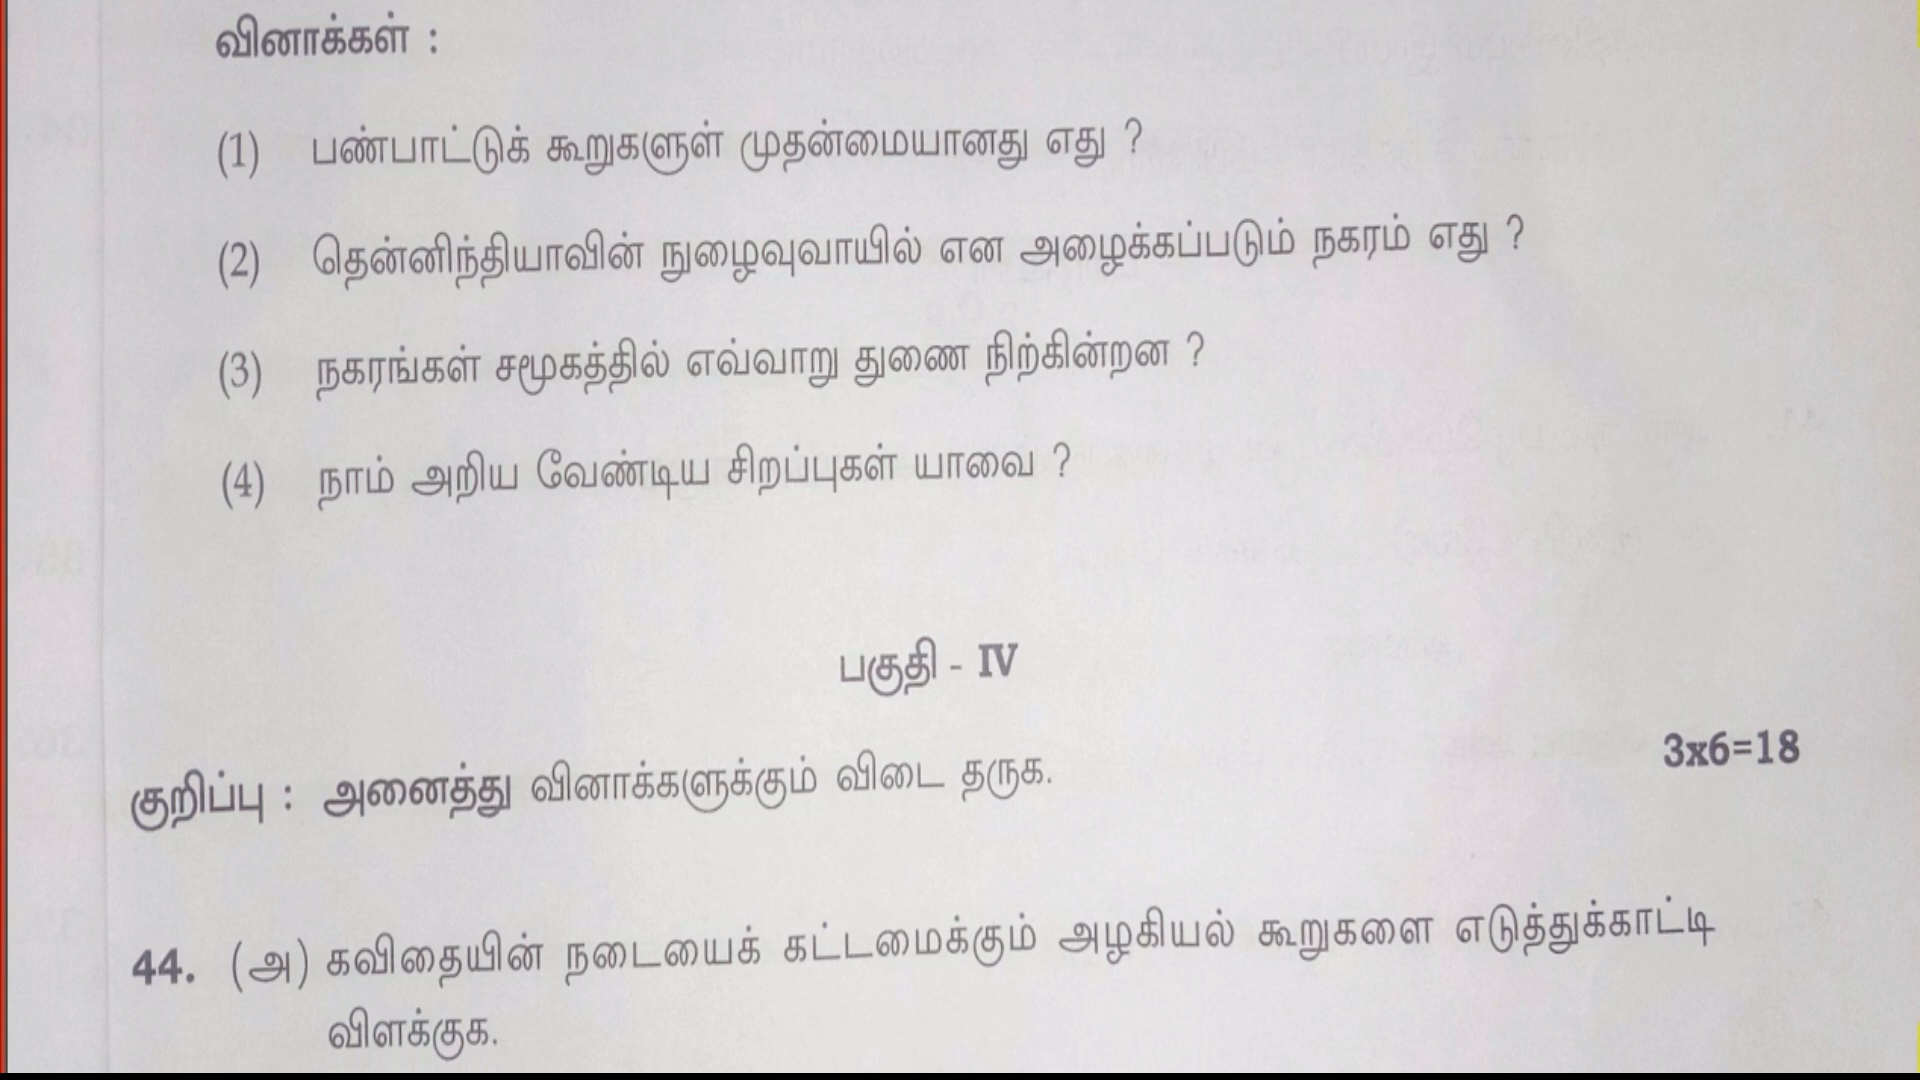 வினாக்கள் :
(1) பண்பாட்டுக் கூறுகளுள் முதன்மையானது எது ?
(2) தென்னிந்தியாவின் நுழைவுவாயில் என அழைக்கப்படும் நகரம் எது ?
(3) நகரங்கள் சமூகத்தில் எவ்வாறு துணை நிற்கின்றன ?
(4) நாம் அறிய வேண்டிய சிறப்புகள் யாவை ?
பகுதி - IV
3x6=18
குறிப்பு : அனைத்து வினாக்களுக்கும் விடை தருக.
44. (அ) கவிதையின் நடையைக் கட்டமைக்கும் அழகியல் கூறுகளை எடுத்துக்காட்டி
விளக்குக.